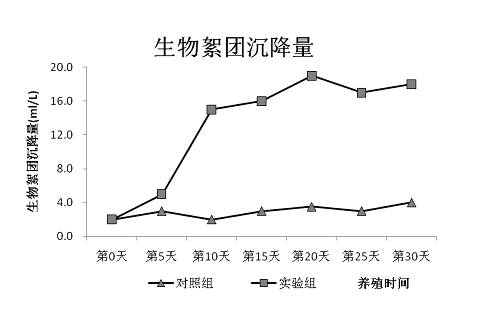 生物絮团沉降量
20.0
16.0
12.0
8.0
4.0
0.0
生物絮团沉降量(ml/L)
第0天 第5天 第10天 第15天 第20天 第25天 第30天
对照组 实验组 养殖时间